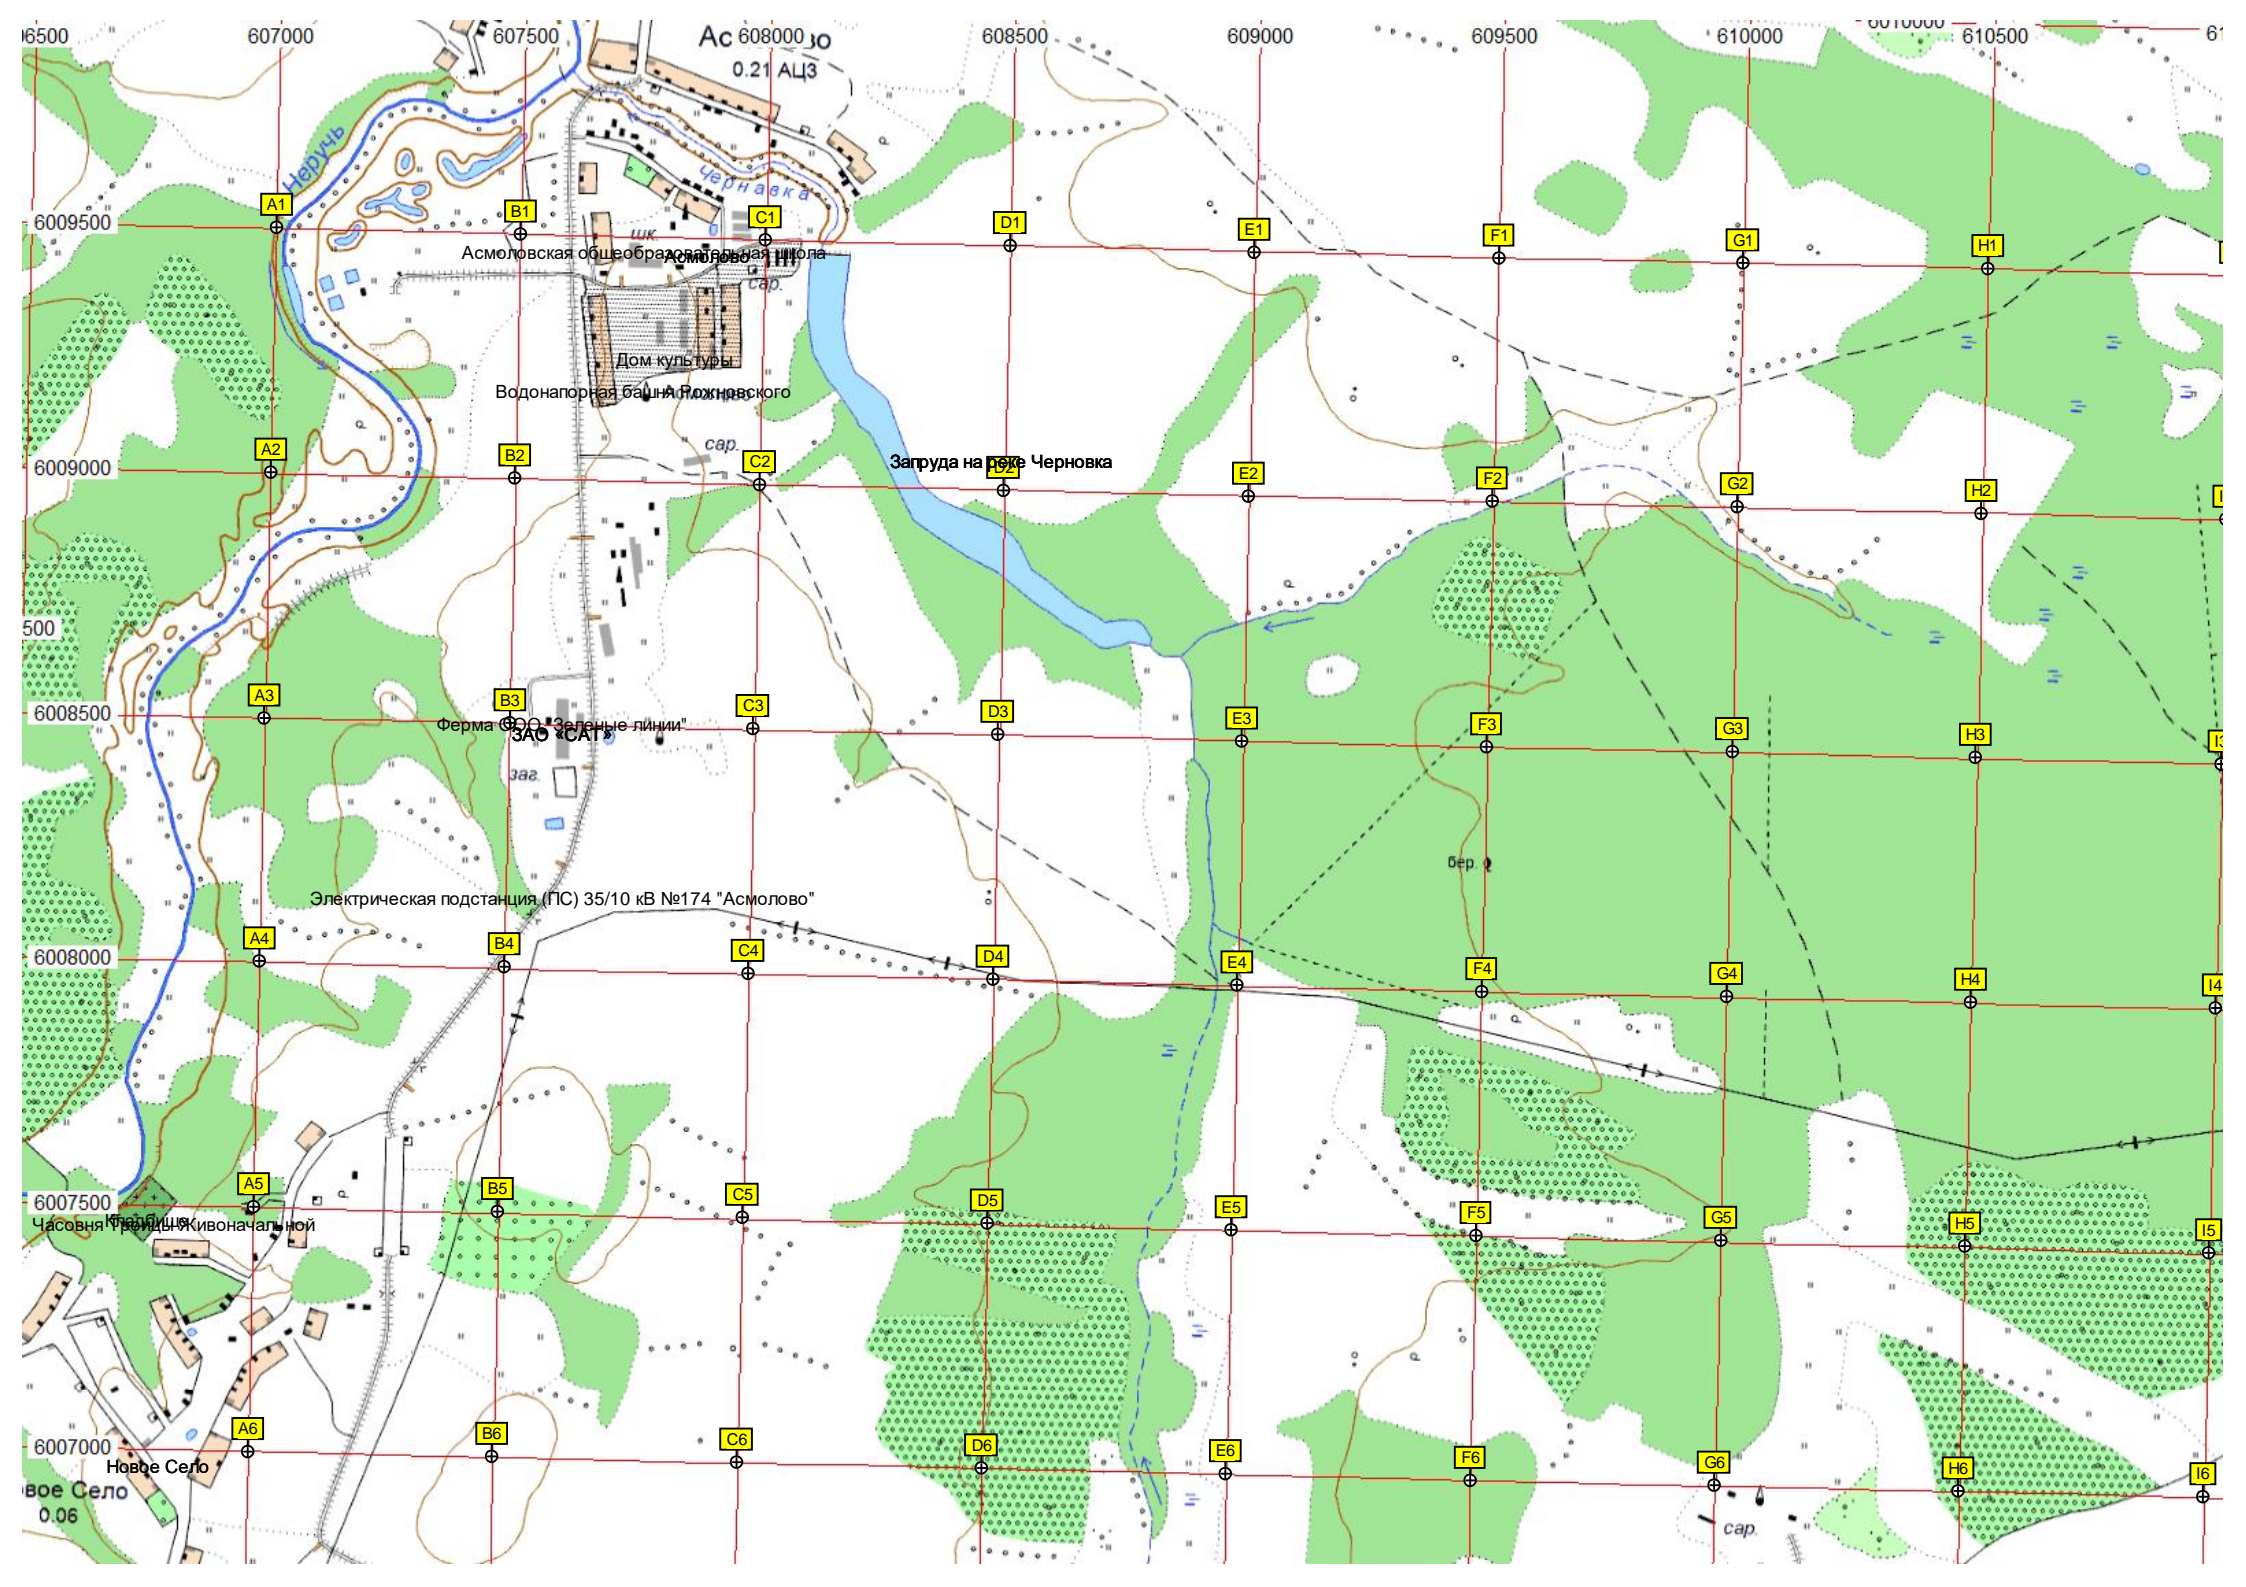 6010000
607000
607500
608000
608500
609000
609500
610000
610500
0.21 АЦЗ
Неручь
Чернавка
A1
B1
C1
D1
E1
F1
G1
H1
6009500
шк.
Асмоловская общеобразовательная школа
Асмолово
сар.
Дом культуры
Водонапорная башня Рожновского
сар.
A2
B2
C2
D2
E2
F2
G2
H2
6009000
Запруда на реке Черновка
A3
B3
C3
D3
E3
F3
G3
H3
I3
6008500
Ферма ООО "Зеленые линии"
ЗАО «САТ»
заг.
бер.
Электрическая подстанция (ПС) 35/10 кВ №174 "Асмолово"
A4
B4
C4
D4
E4
F4
G4
H4
I4
6008000
A5
B5
C5
D5
E5
F5
G5
H5
I5
6007500
Кладбище
Часовня Троицы Живоначальной
A6
B6
C6
D6
E6
F6
G6
H6
I6
6007000
Новое Село
вое Село
0.06
сар.